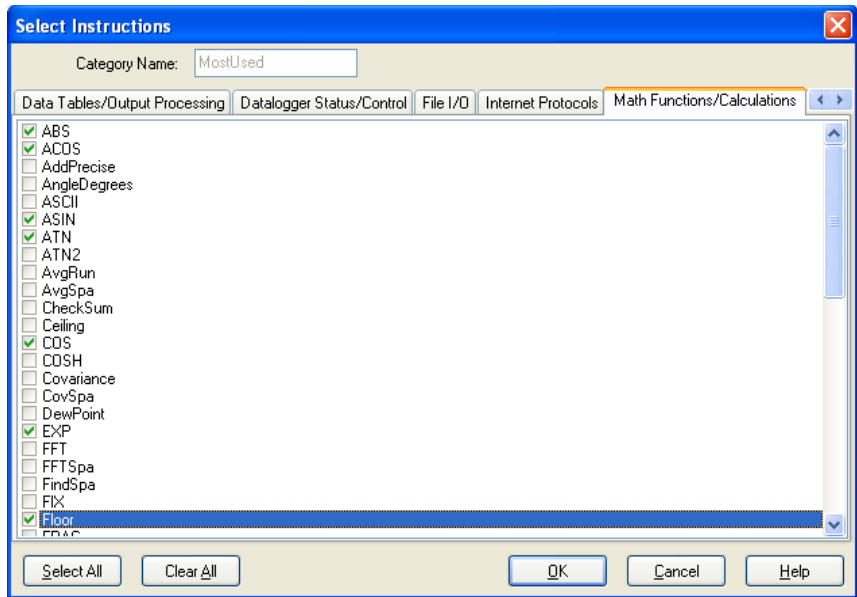 Select Instructions
Category Name: MostUsed
Data Tables/Output Processing Datalogger Status/Control File I/O Internet Protocols Math Functions/Calculations
ABS
ACOS
AddPrecise
AngleDegrees
ASCII
ASIN
ATN
ATN2
AvgRun
AvgSpa
CheckSum
Ceiling
COS
COSH
Covariance
CovSpa
DewPoint
EXP
FFT
FFTSpa
FindSpa
FIX
Floor
Select All Clear All OK Cancel Help